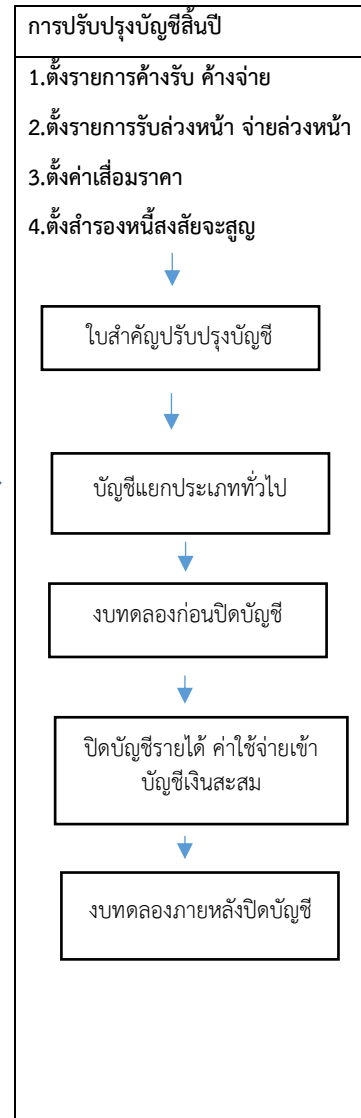 การปรับปรุงบัญชีสิ้นปี
1.ตั้งรายการค้างรับ ค้างจ่าย
2.ตั้งรายการรับล่วงหน้า จ่ายล่วงหน้า
3.ตั้งค่าเสื่อมราคา
4.ตั้งสำรองหนี้สงสัยจะสูญ
ใบสำคัญปรับปรุงบัญชี
บัญชีแยกประเภททั่วไป
งบทดลองก่อนปิดบัญชี
ปิดบัญชีรายได้ ค่าใช้จ่ายเข้า
บัญชีเงินสะสม
งบทดลองภายหลังปิดบัญชี